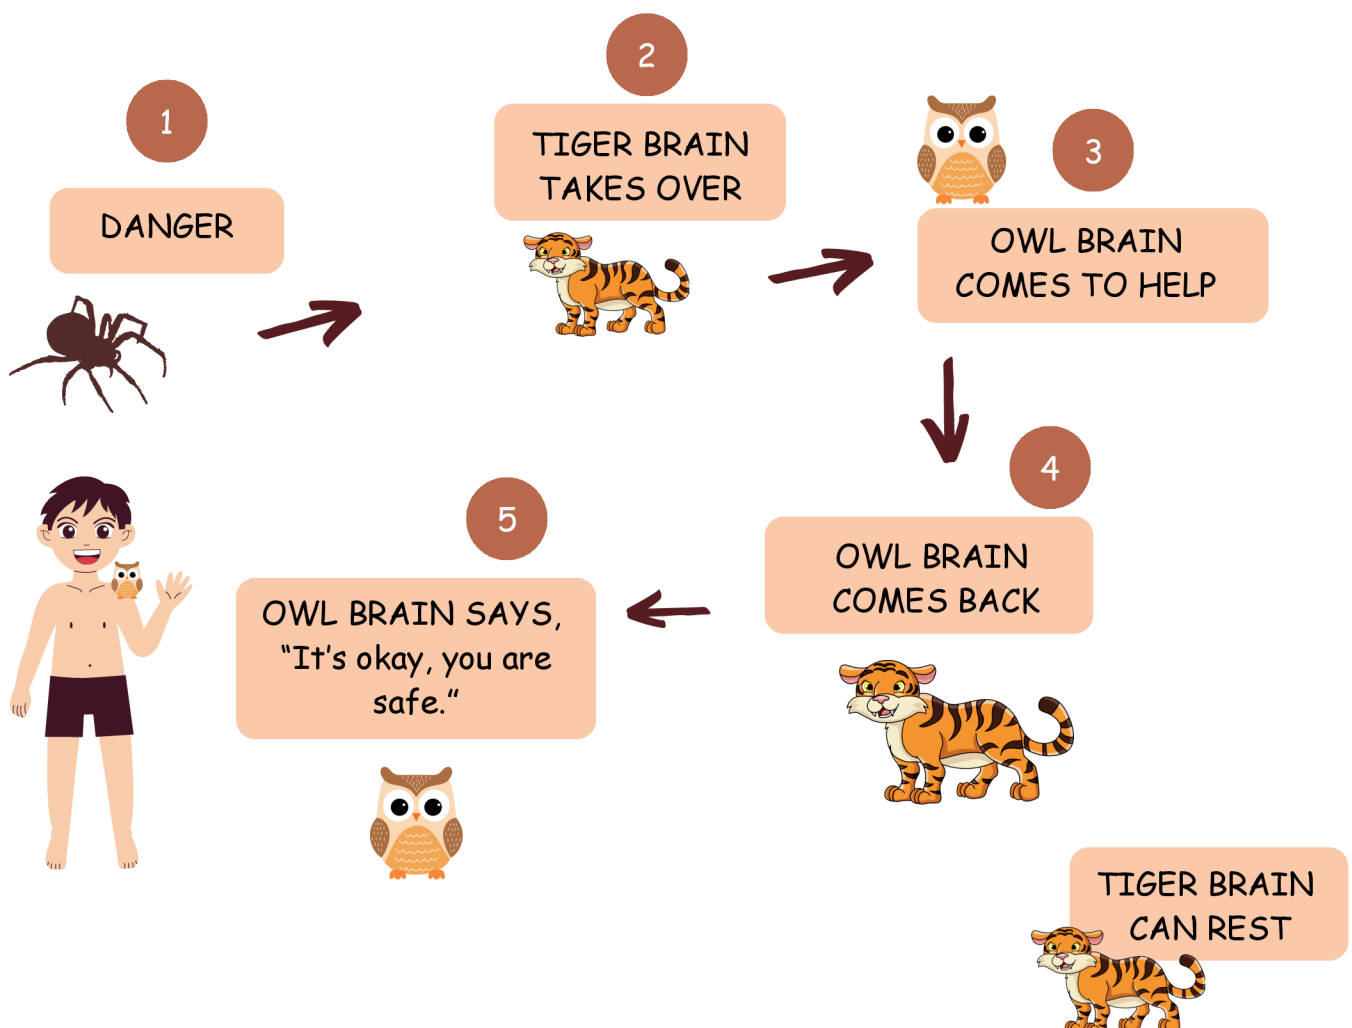 1
DANGER
2
TIGER BRAIN
TAKES OVER
3
OWL BRAIN
COMES TO HELP
4
OWL BRAIN
COMES BACK
5
OWL BRAIN SAYS,
“It’s okay, you are
safe.”
TIGER BRAIN
CAN REST